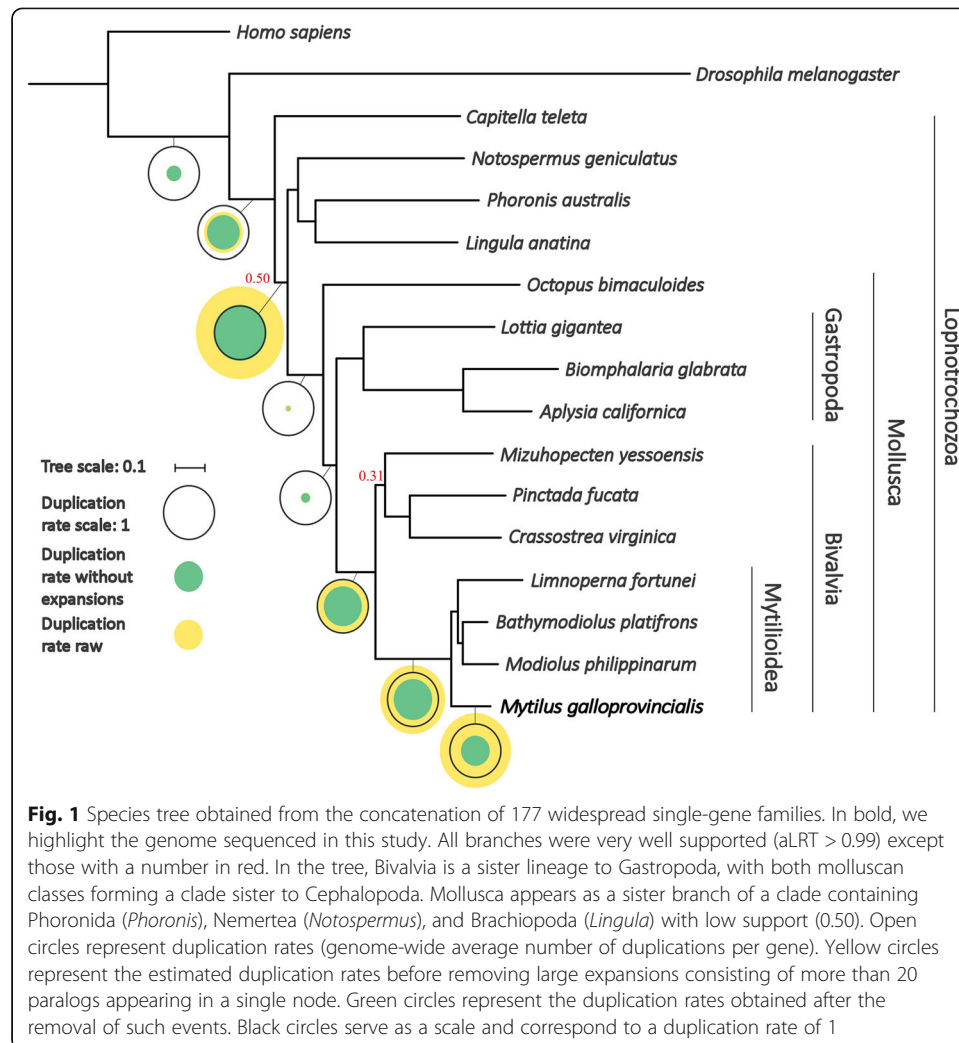 Homo sapiens
Drosophila melanogaster
Capitella teleta
Notospermus geniculatus
Phoronis australis
Lingula anatina
0.50
Octopus bimaculoides
Lottia gigantea
Biomphalaria glabrata
Aplysia californica
Mizuhopecten yessoensis
0.31
Pinctada fucata
Crassostrea virginica
Limnoperna fortunei
Bathymodiolus platifrons
Modiolus philippinarum
Mytilus galloprovincialis
Gastropoda
Bivalvia
Mytilioidea
Mollusca
Lophotrochozoa
Tree scale: 0.1
Duplication
rate scale: 1
Duplication
rate without
expansions
Duplication
rate raw
Fig. 1 Species tree obtained from the concatenation of 177 widespread single-gene families. In bold, we
highlight the genome sequenced in this study. All branches were very well supported (aLRT > 0.99) except
those with a number in red. In the tree, Bivalvia is a sister lineage to Gastropoda, with both molluscan
classes forming a clade sister to Cephalopoda. Mollusca appears as a sister branch of a clade containing
Phoronida (Phoronis), Nemertea (Notospermus), and Brachiopoda (Lingula) with low support (0.50). Open
circles represent duplication rates (genome-wide average number of duplications per gene). Yellow circles
represent the estimated duplication rates before removing large expansions consisting of more than 20
paralogs appearing in a single node. Green circles represent the duplication rates obtained after the
removal of such events. Black circles serve as a scale and correspond to a duplication rate of 1